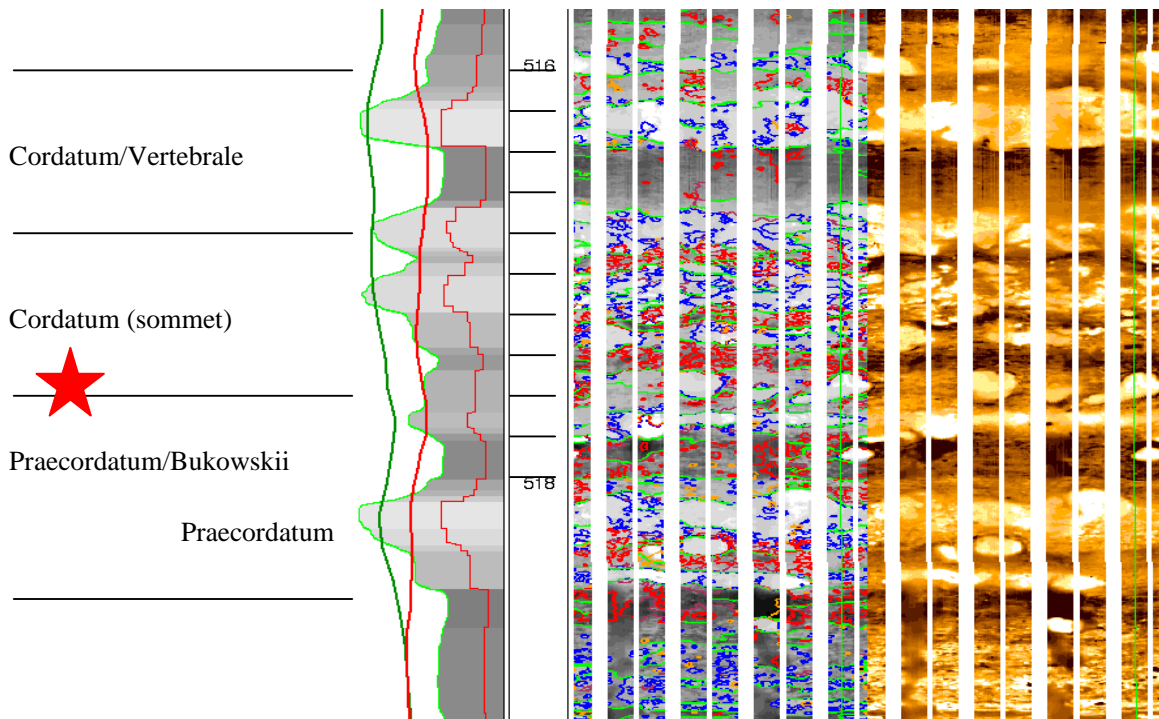 516
Cordatum/Vertebrale
Cordatum (sommet)
Praecordatum/Bukowskii
518
Praecordatum